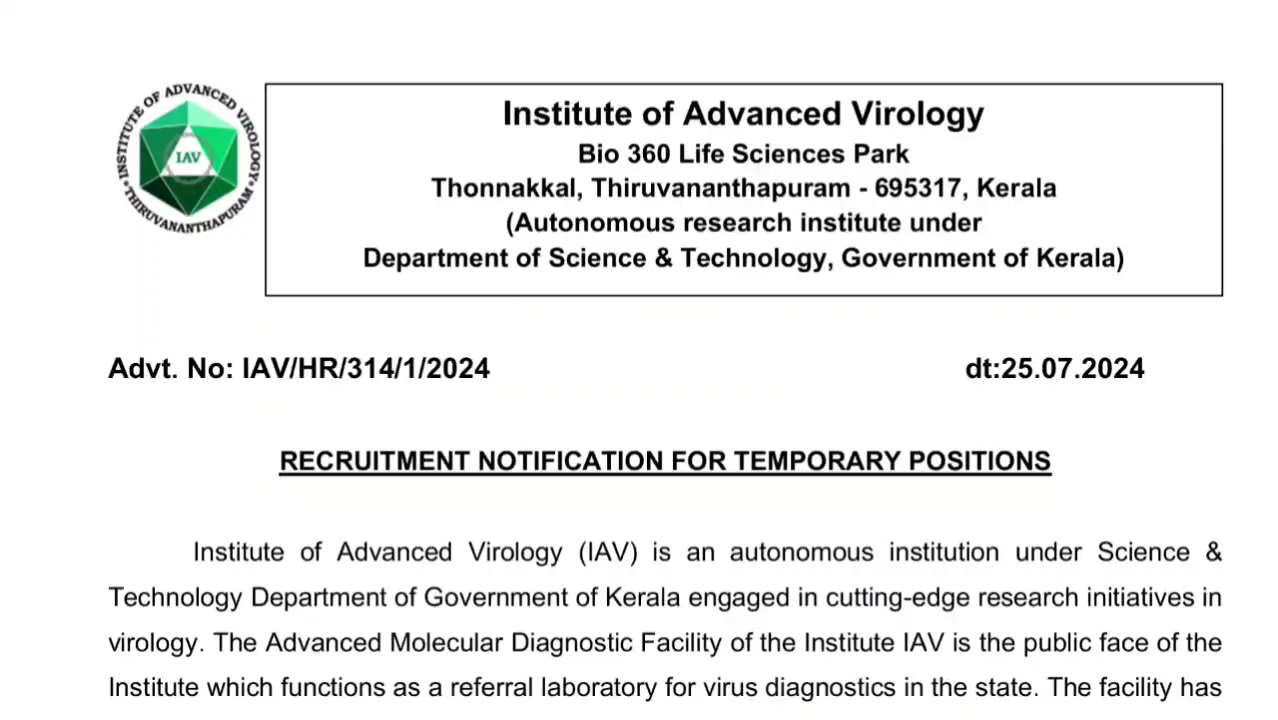 INSTITUTE OF ADVANCED VIROLOGY
THIRUVANANTHAPURAM
IAV
Institute of Advanced Virology
Bio 360 Life Sciences Park
Thonnakkal, Thiruvananthapuram - 695317, Kerala
(Autonomous research institute under
Department of Science & Technology, Government of Kerala)
Advt. No: IAV/HR/314/1/2024 dt:25.07.2024
RECRUITMENT NOTIFICATION FOR TEMPORARY POSITIONS
Institute of Advanced Virology (IAV) is an autonomous institution under Science &
Technology Department of Government of Kerala engaged in cutting-edge research initiatives in
virology. The Advanced Molecular Diagnostic Facility of the Institute IAV is the public face of the
Institute which functions as a referral laboratory for virus diagnostics in the state. The facility has